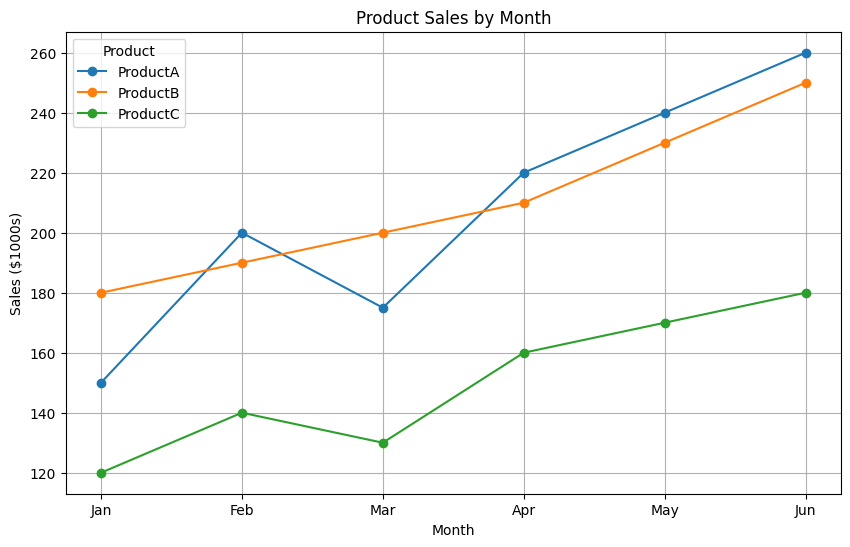 Product Sales by Month
Product
ProductA
ProductB
ProductC
Sales ($1000s)
260
240
220
200
180
160
140
120
Jan Feb Mar Apr May Jun
Month